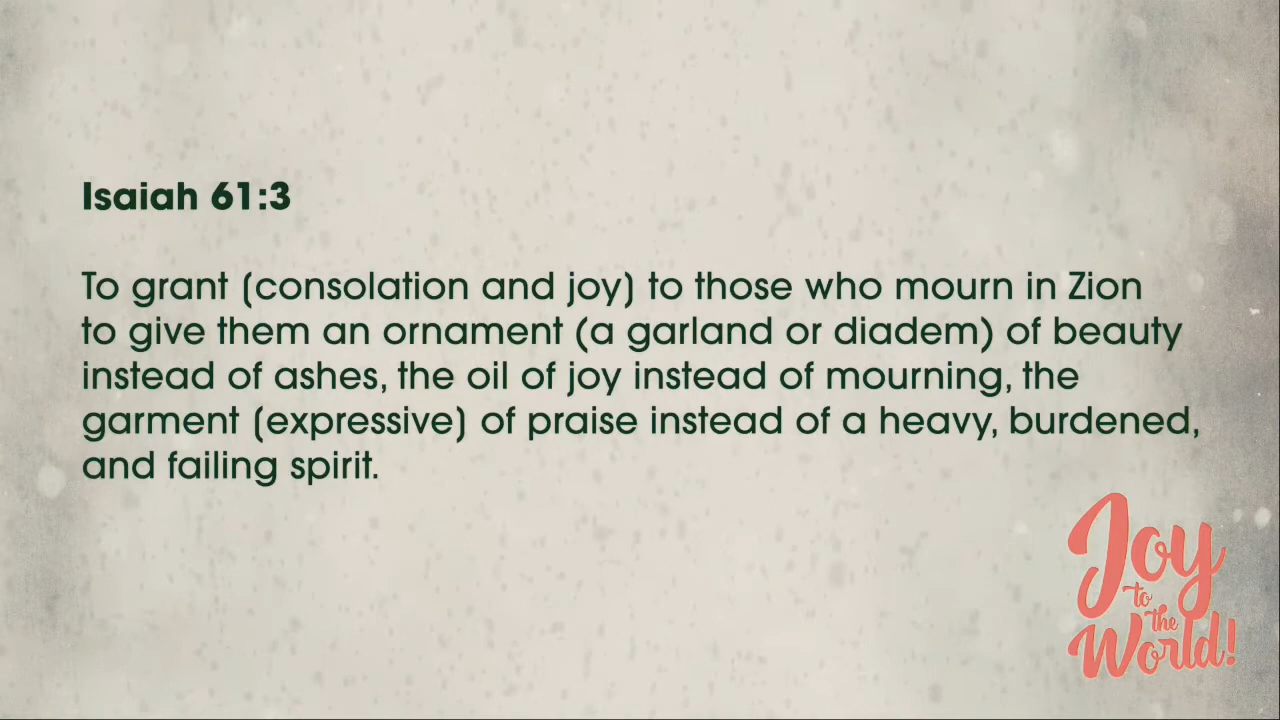 Isaiah 61:3
To grant (consolation and joy) to those who mourn in Zion
to give them an ornament (a garland or diadem) of beauty
instead of ashes, the oil of joy instead of mourning, the
garment (expressive) of praise instead of a heavy, burdened,
and failing spirit.
Joy
to
the
World!